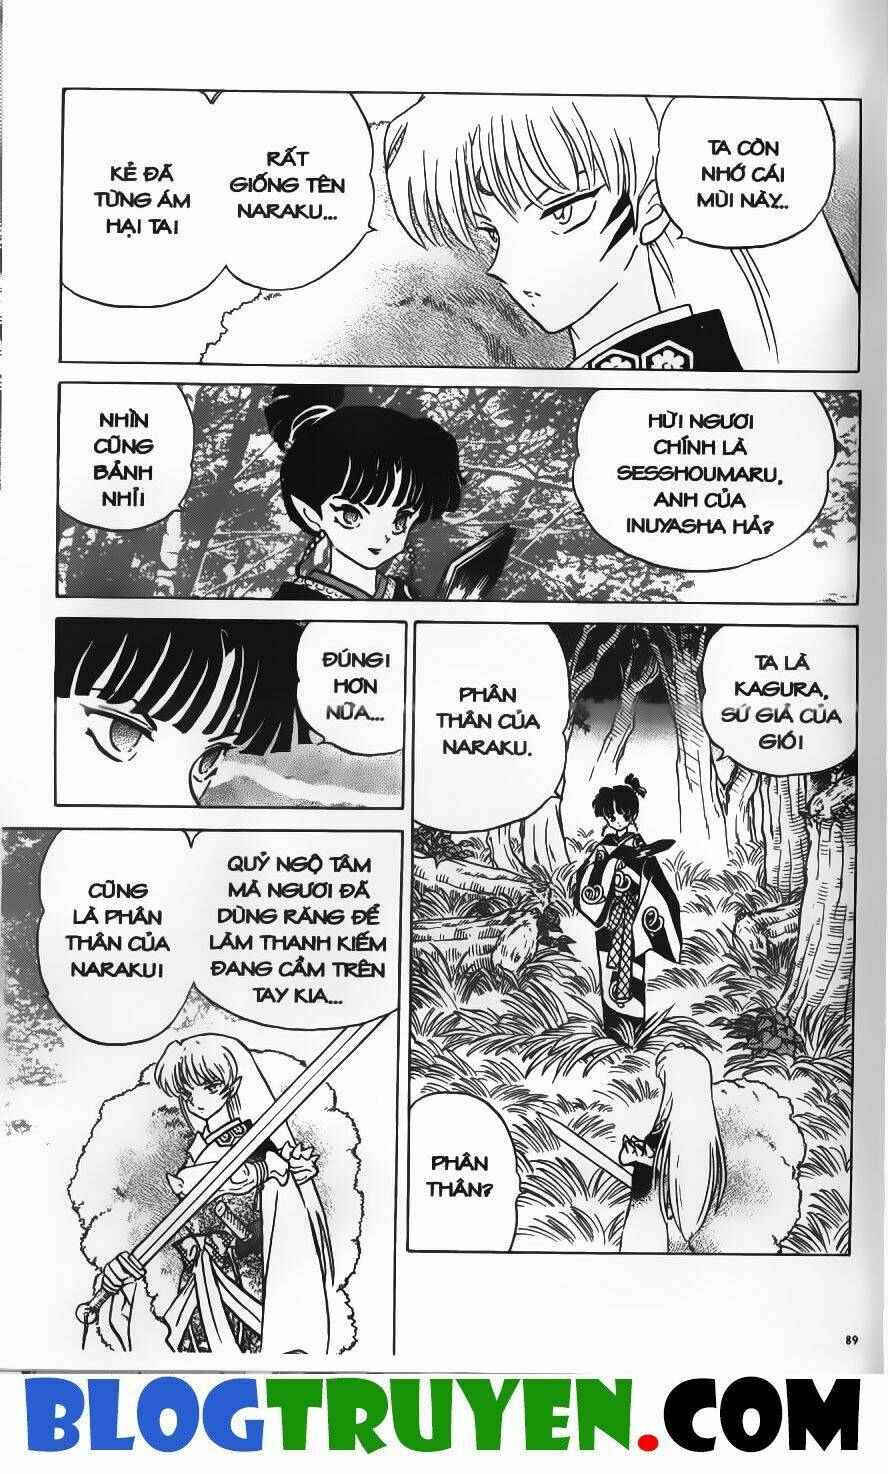 TA CÒN
NHỚ CÁI
MÙI NÀY...
RẤT
GIỐNG TÊN
NARAKU...
KẺ ĐÃ
TỪNG ÁM
HẠI TA!
HỪ! NGƯƠI
CHÍNH LÀ
SESSHOUMARU,
ANH CỦA
INUYASHA HẢ?
NHÌN
CŨNG
BẢNH
NHỈ!
TA LÀ
KAGURA,
SỨ GIẢ CỦA
GIÓ!
PHÂN
THÂN CỦA
NARAKU.
PHÂN
THÂN?
ĐÚNG!
HƠN
NỮA...
QUỶ NGỘ TÂM
MÀ NGƯƠI ĐÃ
DÙNG RĂNG ĐỂ
LÀM THANH KIẾM
ĐANG CẦM TRÊN
TAY KIA...
CŨNG
LÀ PHÂN
THÂN CỦA
NARAKU!
89
BLOGTRUYEN.COM